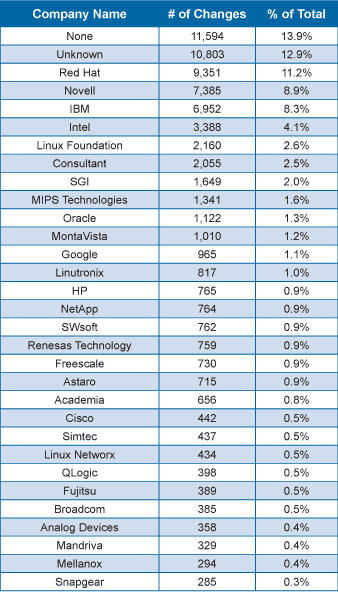 Company Name # of Changes % of Total
None 11,594 13.9%
Unknown 10,803 12.9%
Red Hat 9,351 11.2%
Novell 7,385 8.9%
IBM 6,952 8.3%
Intel 3,388 4.1%
Linux Foundation 2,160 2.6%
Consultant 2,055 2.5%
SGI 1,649 2.0%
MIPS Technologies 1,341 1.6%
Oracle 1,122 1.3%
MontaVista 1,010 1.2%
Google 965 1.1%
Linutronix 817 1.0%
HP 765 0.9%
NetApp 764 0.9%
SWsoft 762 0.9%
Renesas Technology 759 0.9%
Freescale 730 0.9%
Astaro 715 0.9%
Academia 656 0.8%
Cisco 442 0.5%
Simtec 437 0.5%
Linux Networx 434 0.5%
QLogic 398 0.5%
Fujitsu 389 0.5%
Broadcom 385 0.5%
Analog Devices 358 0.4%
Mandriva 329 0.4%
Mellanox 294 0.4%
Snapgear 285 0.3%